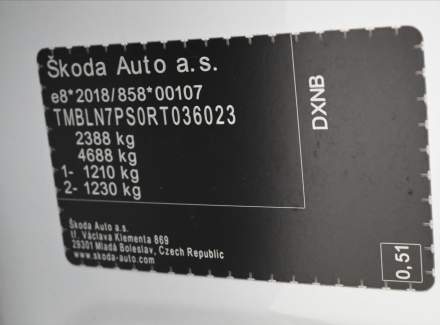 Škoda Auto a.s.
e8*2018/858*00107
TMBLN7PS0RT036023
2388 kg
4688 kg
1- 1210 kg
2- 1230 kg
DXNB
Škoda Auto a.s.
tř. Václava Klementa 869
29301 Mladá Boleslav, Czech Republic
www.skoda-auto.com
0,51